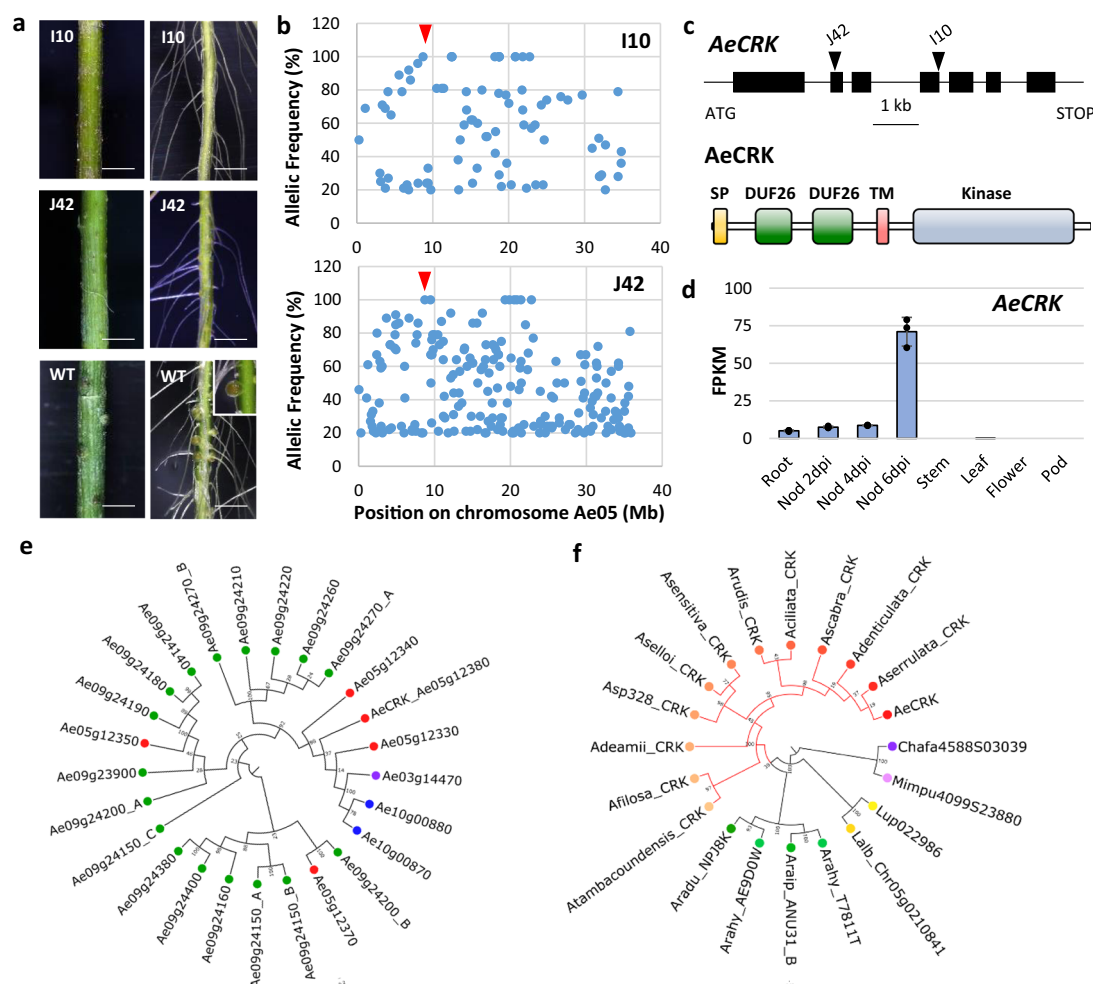 a
I10
I10
J42
J42
WT
WT
b
I10
Allelic Frequency (%)
120
100
80
60
40
20
0
0
10
20
30
40
J42
Allelic Frequency (%)
120
100
80
60
40
20
0
0
10
20
30
40
Position on chromosome Ae05 (Mb)
c
AeCRK
J42
I10
1 kb
ATG
STOP
AeCRK
SP
DUF26
DUF26
TM
Kinase
d
AeCRK
FPKM
100
75
50
25
0
Root
Nod 2dpi
Nod 4dpi
Nod 6dpi
Stem
Leaf
Flower
Pod
e
Ae09g24270_B
Ae09g24210
Ae09g24220
Ae09g24260
Ae09g24270_A
Ae05g12340
AeCRK_Ae05g12380
Ae05g12330
Ae03g14470
Ae10g00880
Ae10g00870
Ae09g24200_B
Ae05g12370
Ae09g24150_B
Ae09g24150_A
Ae09g24160
Ae09g24400
Ae09g24380
Ae09g24150_C
Ae09g24200_A
Ae09g23900
Ae05g12350
Ae09g24190
Ae09g24180
Ae09g24140
f
Arudis_CRK
Aciliata_CRK
Ascabra_CRK
Adenticulata_CRK
Aserrulata_CRK
AeCRK
Chafa4588S03039
Mimpu4099S23880
Lup022986
Lalb_Chr05g0210841
Arahy_T7811T
Araip_ANU31_B
Arahy_AE9D0W
Aradu_NPJ8K
Atambacoundensis_CRK
Afilosa_CRK
Adeamii_CRK
Asp328_CRK
Aselloi_CRK
Asensitiva_CRK